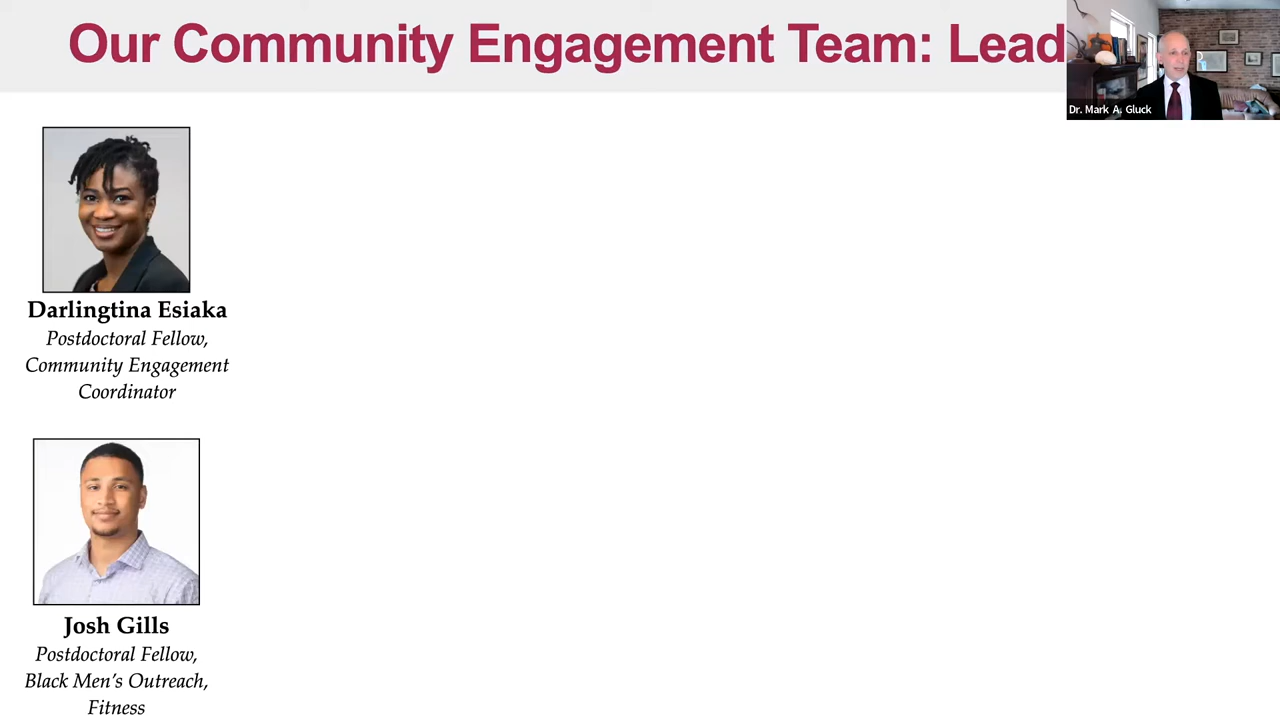 Our Community Engagement Team: Lead
Dr. Mark A. Gluck
Darlingtina Esiaka
Postdoctoral Fellow,
Community Engagement
Coordinator
Josh Gills
Postdoctoral Fellow,
Black Men's Outreach,
Fitness